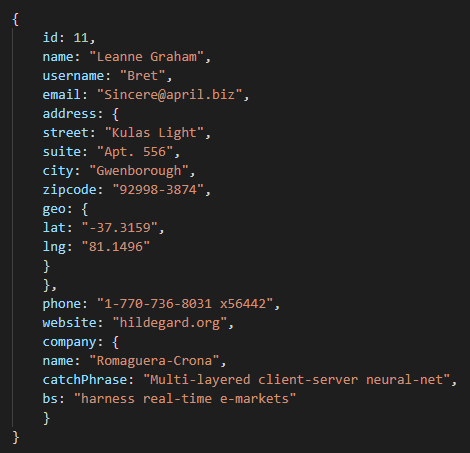 {
id: 11,
name: "Leanne Graham",
username: "Bret",
email: "Sincere@april.biz",
address: {
street: "Kulas Light",
suite: "Apt. 556",
city: "Gwenborough",
zipcode: "92998-3874",
geo: {
lat: "-37.3159",
lng: "81.1496"
}
},
phone: "1-770-736-8031 x56442",
website: "hildegard.org",
company: {
name: "Romaguera-Crona",
catchPhrase: "Multi-layered client-server neural-net",
bs: "harness real-time e-markets"
}
}